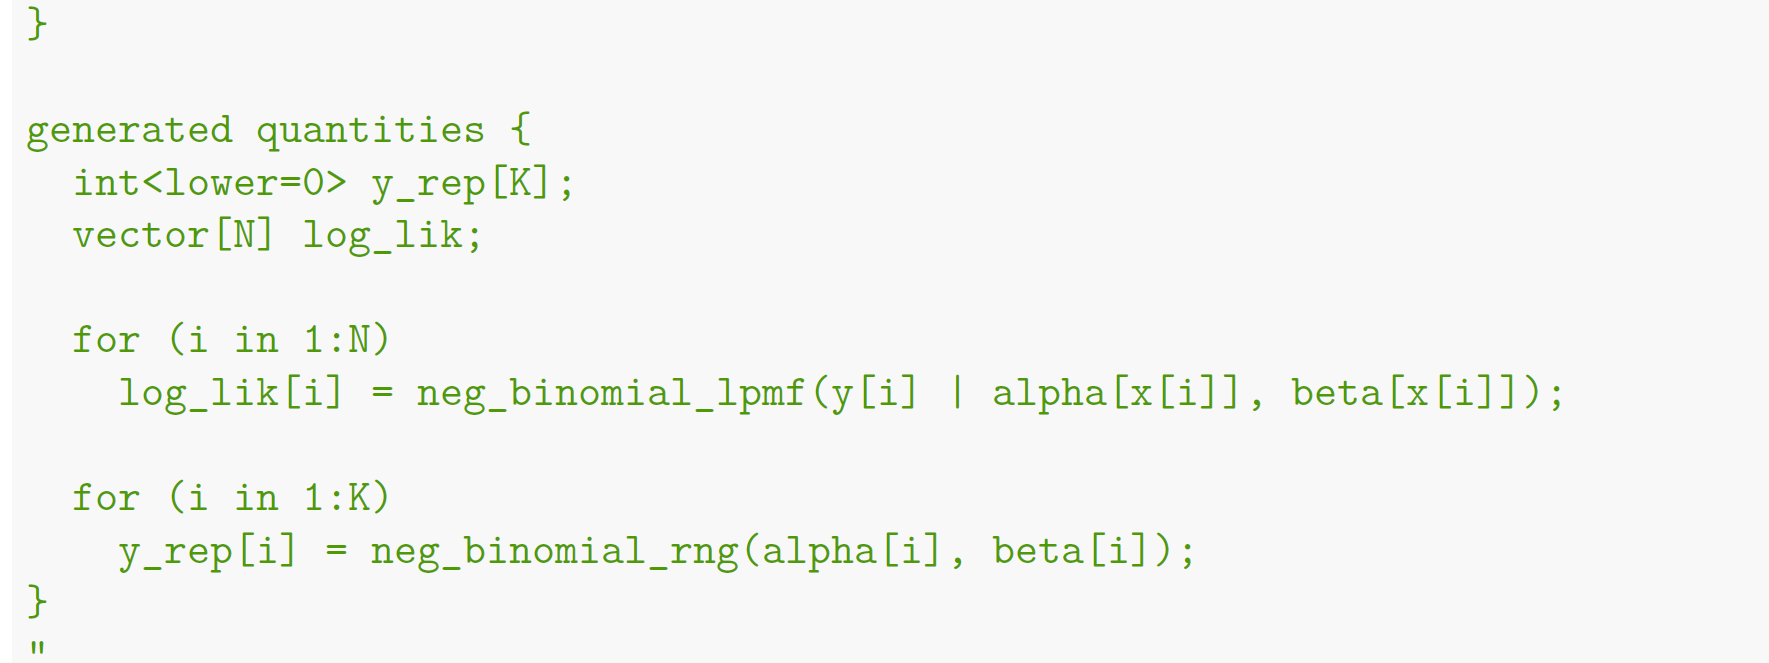 }
generated quantities {
  int<lower=0> y_rep[K];
  vector[N] log_lik;
  for (i in 1:N)
    log_lik[i] = neg_binomial_lpmf(y[i] | alpha[x[i]], beta[x[i]]);
  for (i in 1:K)
    y_rep[i] = neg_binomial_rng(alpha[i], beta[i]);
}
"